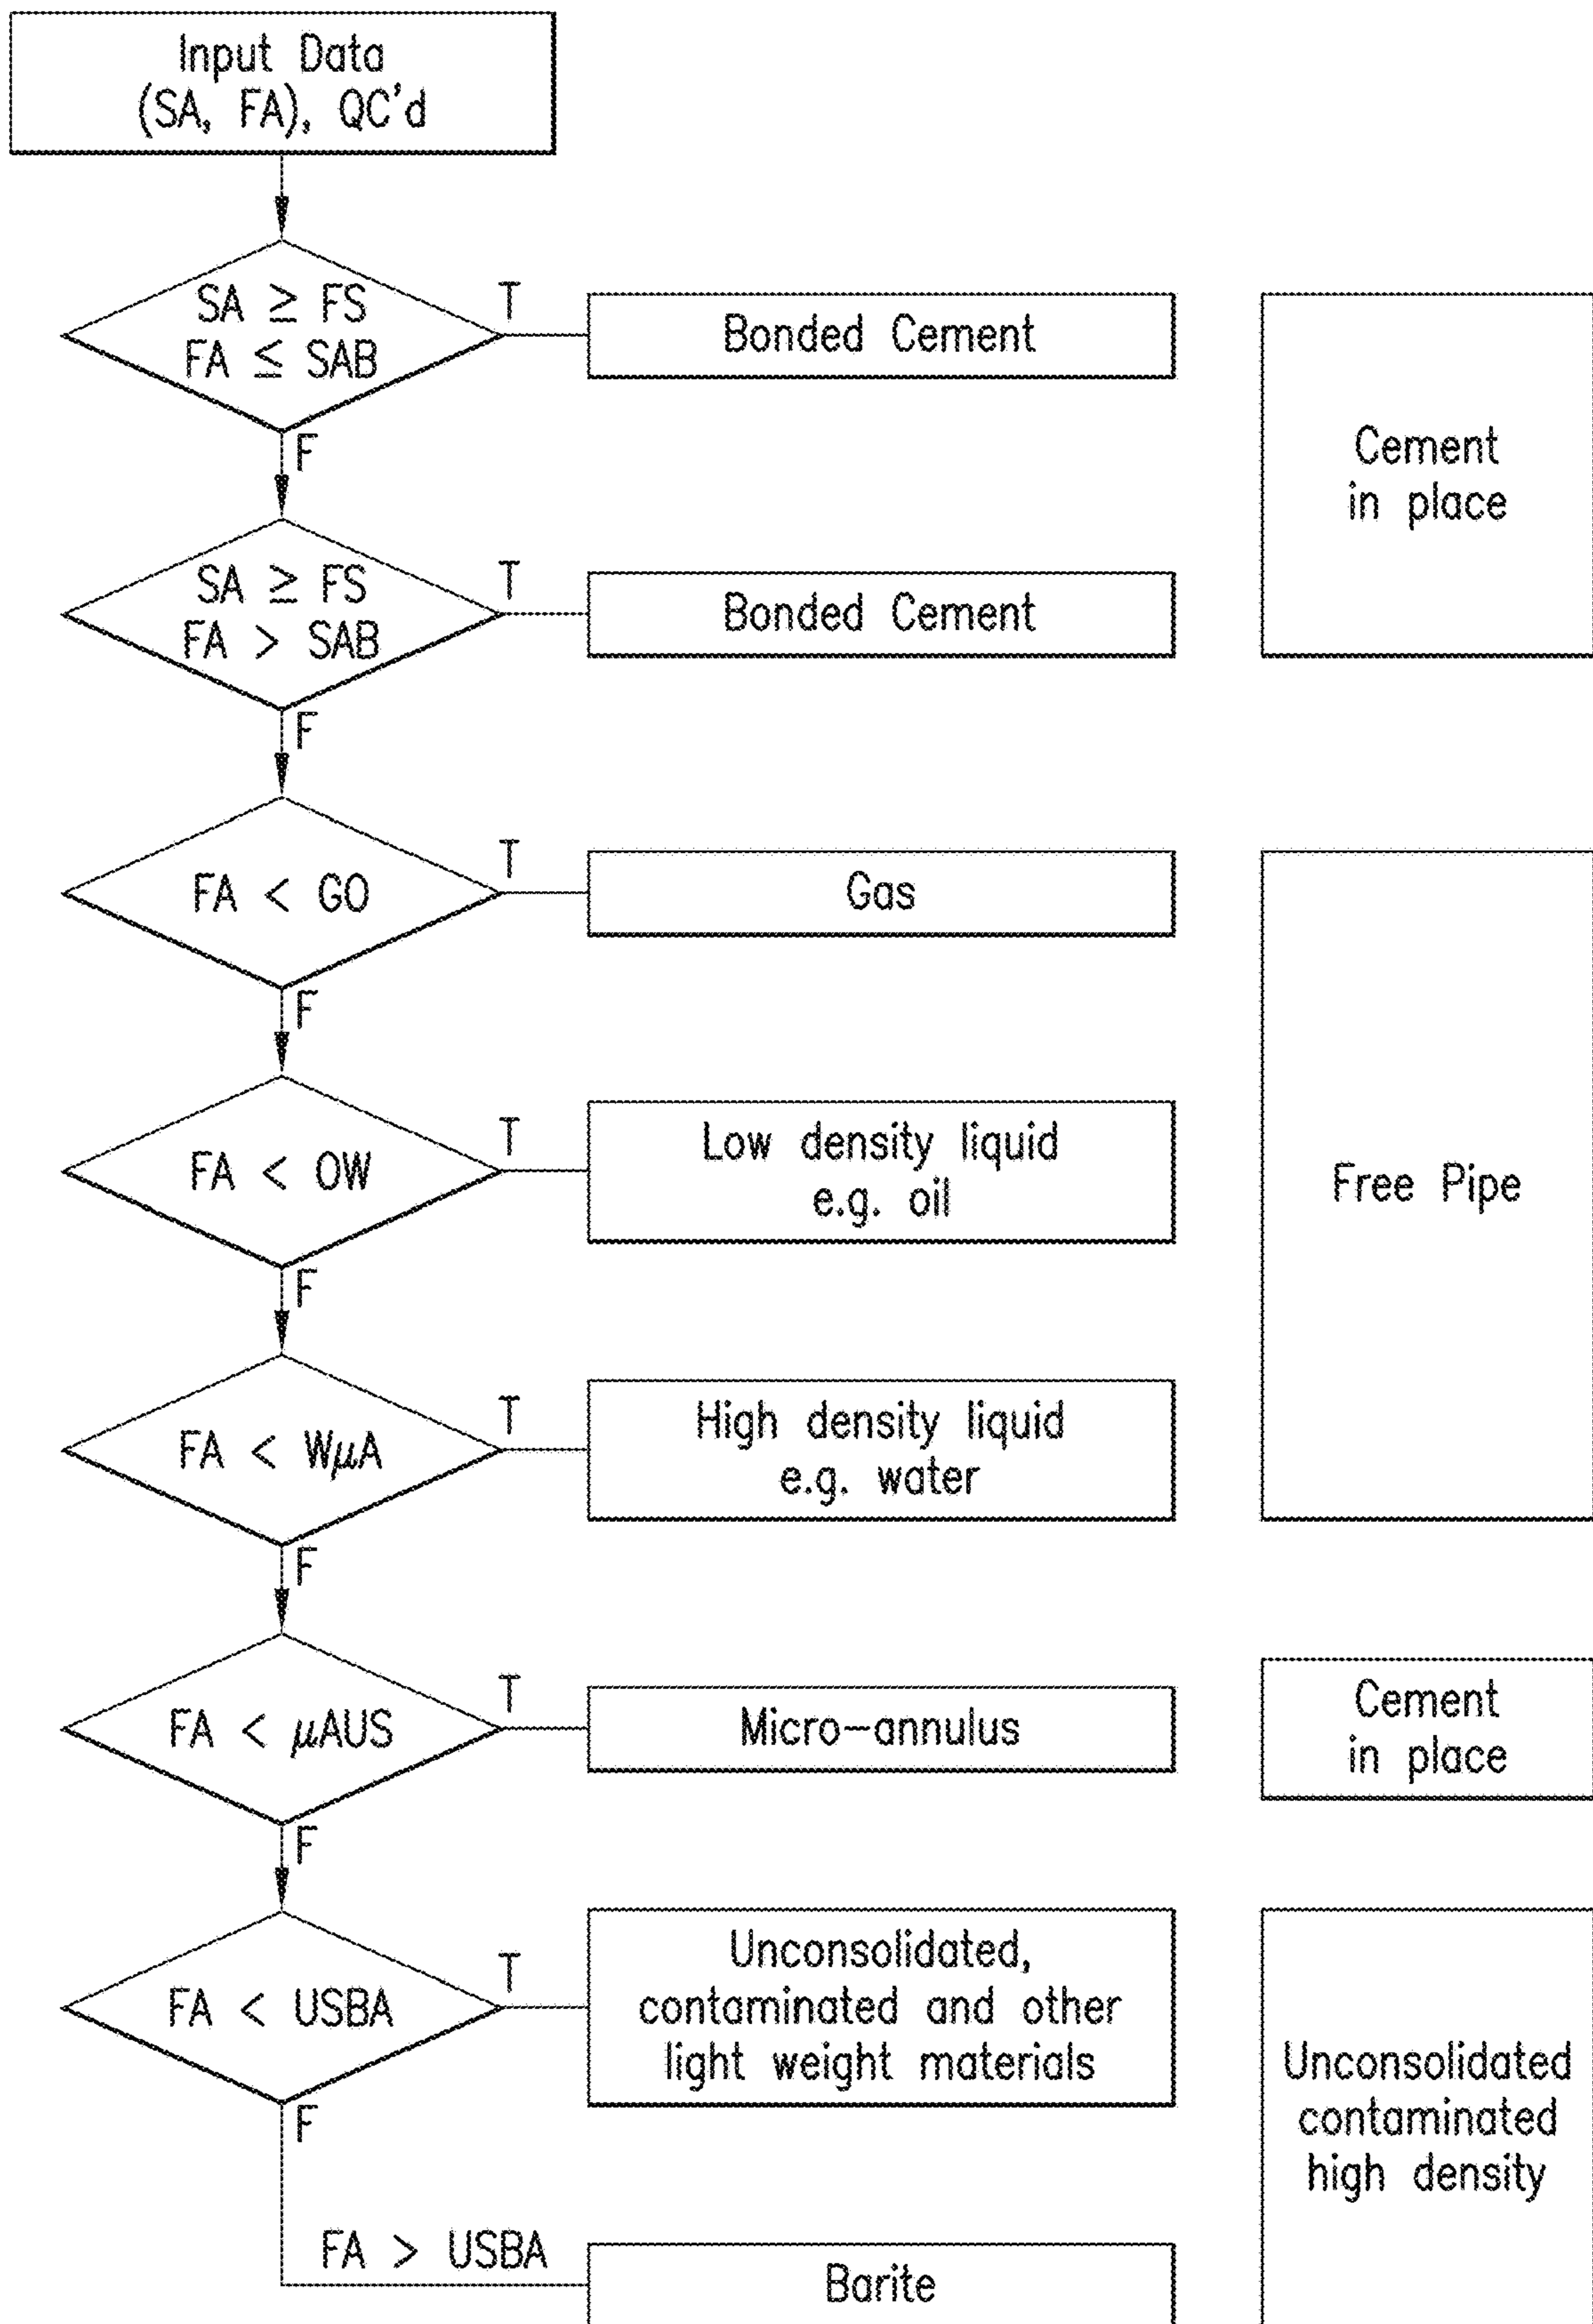 Input Data
(SA, FA), QC'd
SA ≥ FS
FA ≤ SAB
T
Bonded Cement
Cement
in place
F
SA ≥ FS
FA > SAB
T
Bonded Cement
F
FA < GO
T
Gas
Free Pipe
F
FA < OW
T
Low density liquid
e.g. oil
F
FA < WμA
T
High density liquid
e.g. water
F
FA < μAUS
T
Micro-annulus
Cement
in place
F
FA < USBA
T
Unconsolidated,
contaminated and other
light weight materials
Unconsolidated
contaminated
high density
F
FA > USBA
Barite